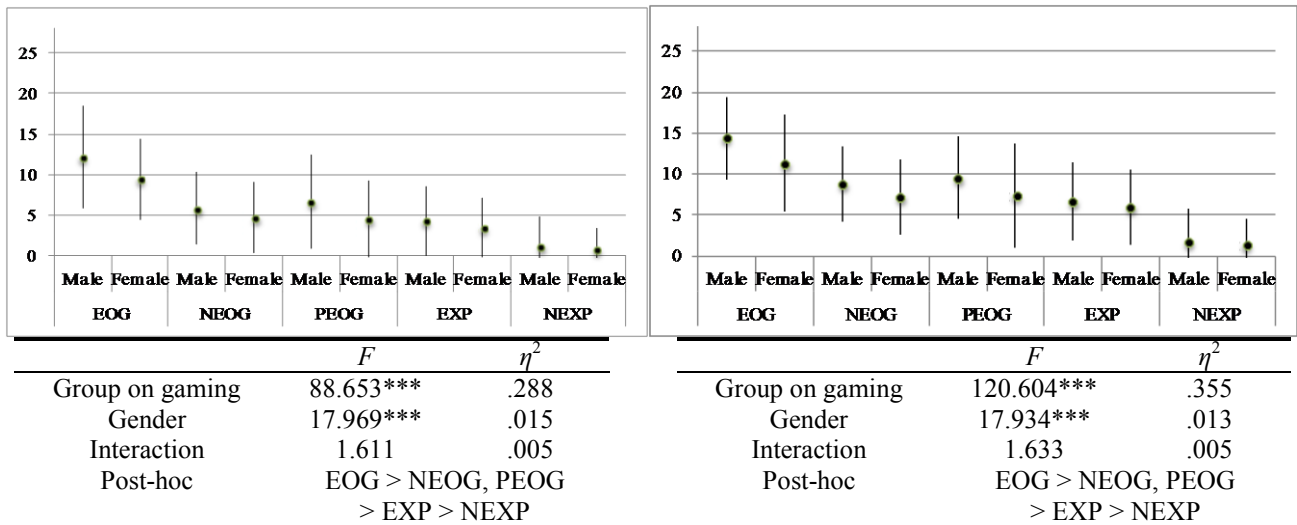 25
20
15
10
5
0
Male Female Male Female Male Female Male Female Male Female
EOG NEOG PEOG EXP NEXP
F η²
Group on gaming 88.653*** .288
Gender 17.969*** .015
Interaction 1.611 .005
Post-hoc EOG > NEOG, PEOG
> EXP > NEXP
25
20
15
10
5
0
Male Female Male Female Male Female Male Female Male Female
EOG NEOG PEOG EXP NEXP
F η²
Group on gaming 120.604*** .355
Gender 17.934*** .013
Interaction 1.633 .005
Post-hoc EOG > NEOG, PEOG
> EXP > NEXP